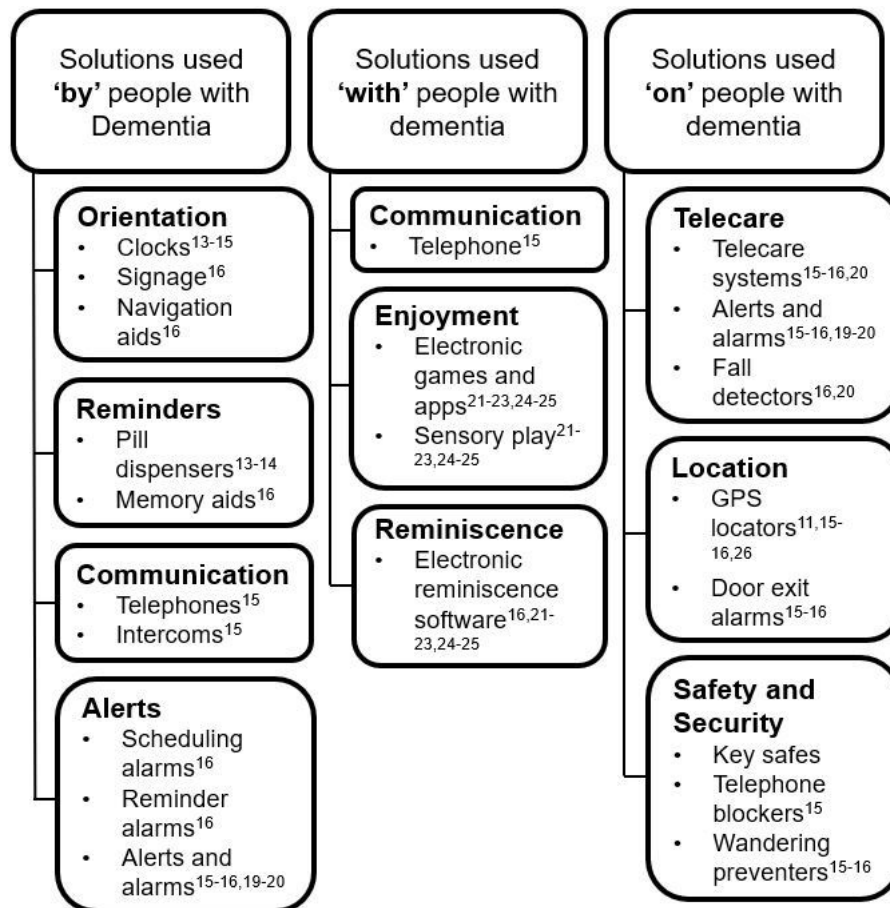 Solutions used
‘by’ people with
Dementia
Orientation
• Clocks13-15
• Signage16
• Navigation
aids16
Reminders
• Pill
dispensers13-14
• Memory aids16
Communication
• Telephones15
• Intercoms15
Alerts
• Scheduling
alarms16
• Reminder
alarms16
• Alerts and
alarms15-16,19-20
Solutions used
‘with’ people with
dementia
Communication
• Telephone15
Enjoyment
• Electronic
games and
apps21-23,24-25
• Sensory play21-
23,24-25
Reminiscence
• Electronic
reminiscence
software16,21-
23,24-25
Solutions used
‘on’ people with
dementia
Telecare
• Telecare
systems15-16,20
• Alerts and
alarms15-16,19-20
• Fall
detectors16,20
Location
• GPS
locators11,15-
16,26
• Door exit
alarms15-16
Safety and
Security
• Key safes
• Telephone
blockers15
• Wandering
preventers15-16